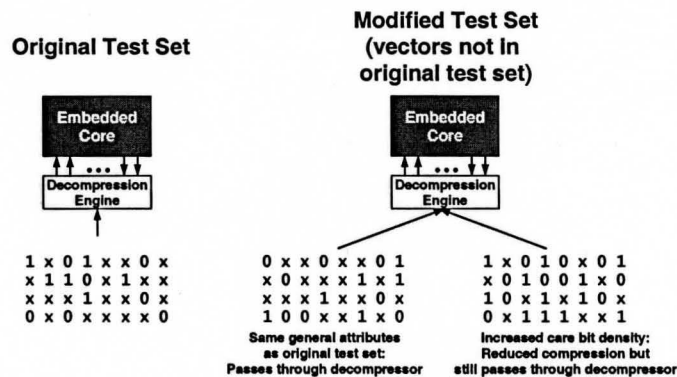 Original Test Set
Embedded
Core
Decompression
Engine
1 x 0 1 x x 0 x
x 1 1 0 x 1 x x
x x x 1 x x 0 x
0 x 0 x x x x 0
Modified Test Set
(vectors not in
original test set)
Embedded
Core
Decompression
Engine
0 x x 0 x x 0 1
x 0 x x x 1 x 1
x x x 1 x x 0 x
1 0 0 x x 1 x 0
Same general attributes
as original test set:
Passes through decompressor
1 x 0 1 0 x 0 1
x 0 1 0 0 1 x 0
1 0 x 1 x 1 0 x
0 x 1 1 1 x x 1
Increased care bit density:
Reduced compression but
still passes through decompressor